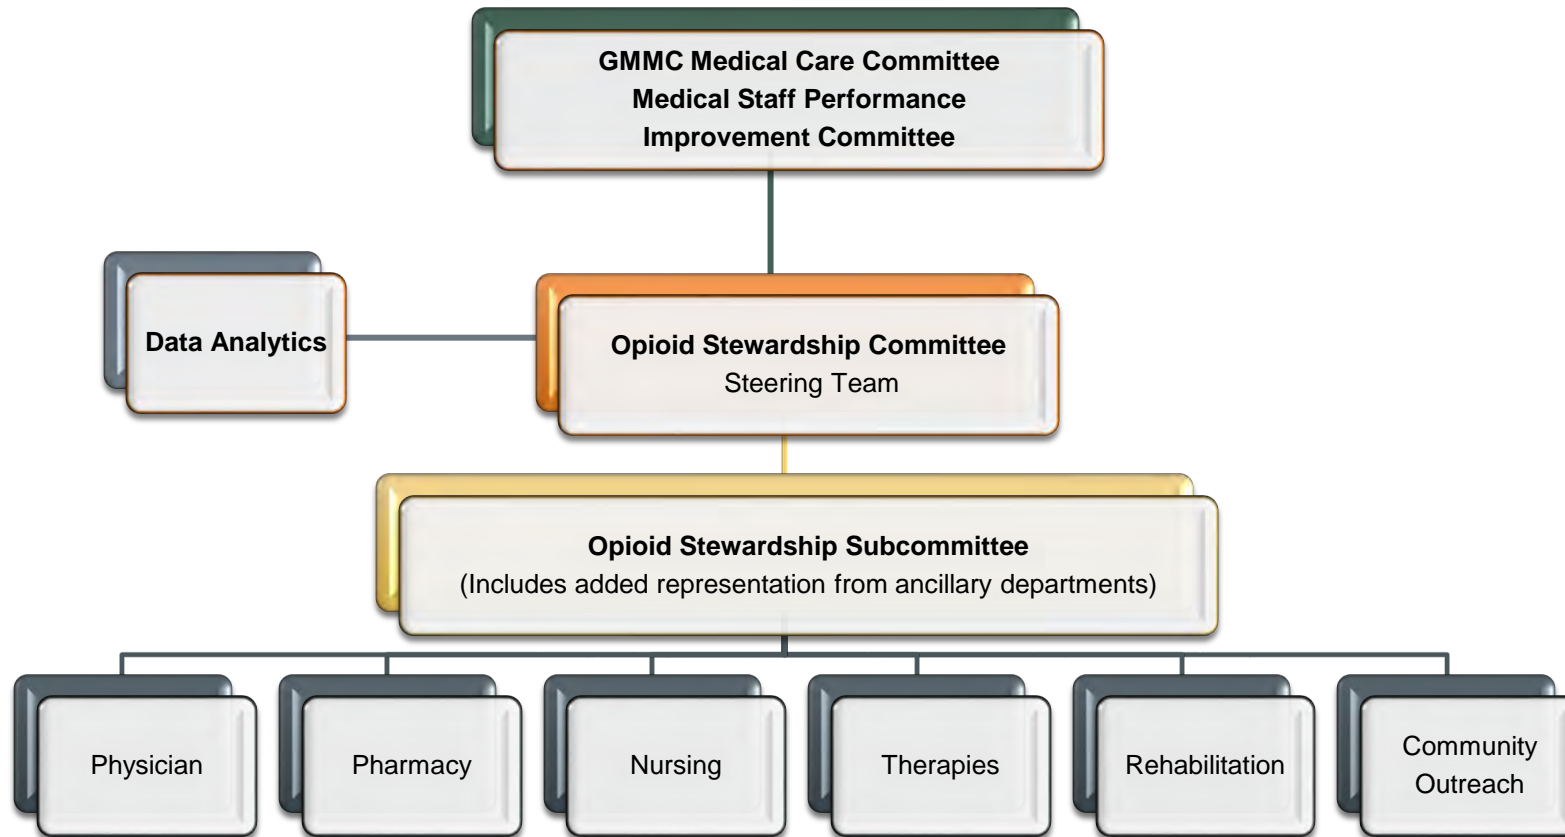 GMMC Medical Care Committee
Medical Staff Performance
Improvement Committee
Data Analytics
Opioid Stewardship Committee
Steering Team
Opioid Stewardship Subcommittee
(Includes added representation from ancillary departments)
Physician
Pharmacy
Nursing
Therapies
Rehabilitation
Community
Outreach